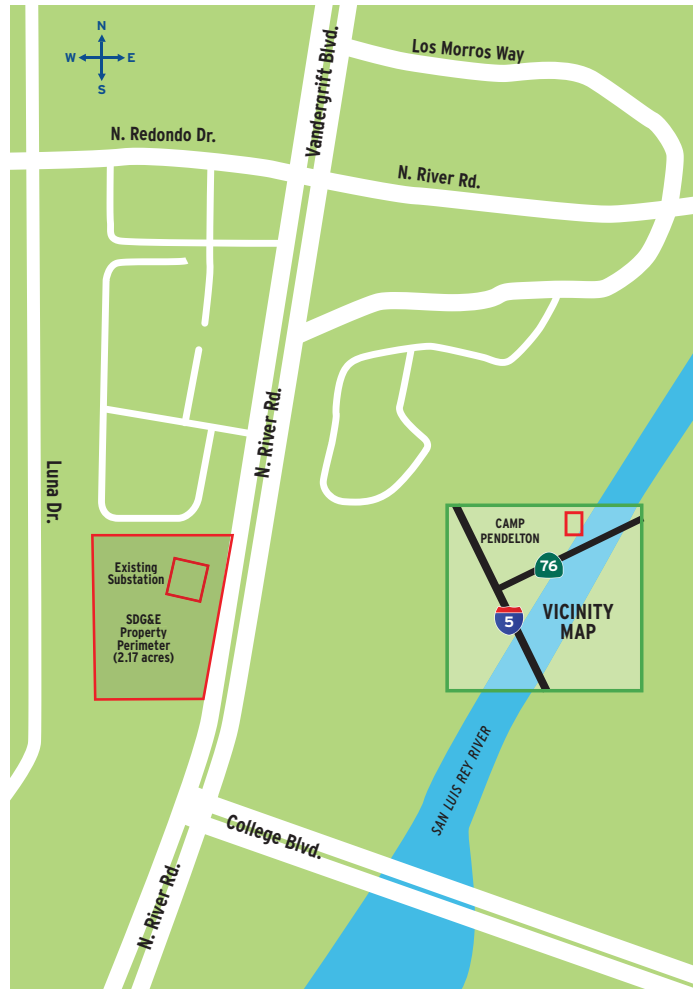 N
W
E
S
Los Morros Way
Vandergrift Blvd.
N. Redondo Dr.
N. River Rd.
N. River Rd.
Luna Dr.
CAMP
PENDELTON
76
5
VICINITY
MAP
Existing
Substation
SDG&E
Property
Perimeter
(2.17 acres)
SAN LUIS REY RIVER
College Blvd.
N. River Rd.